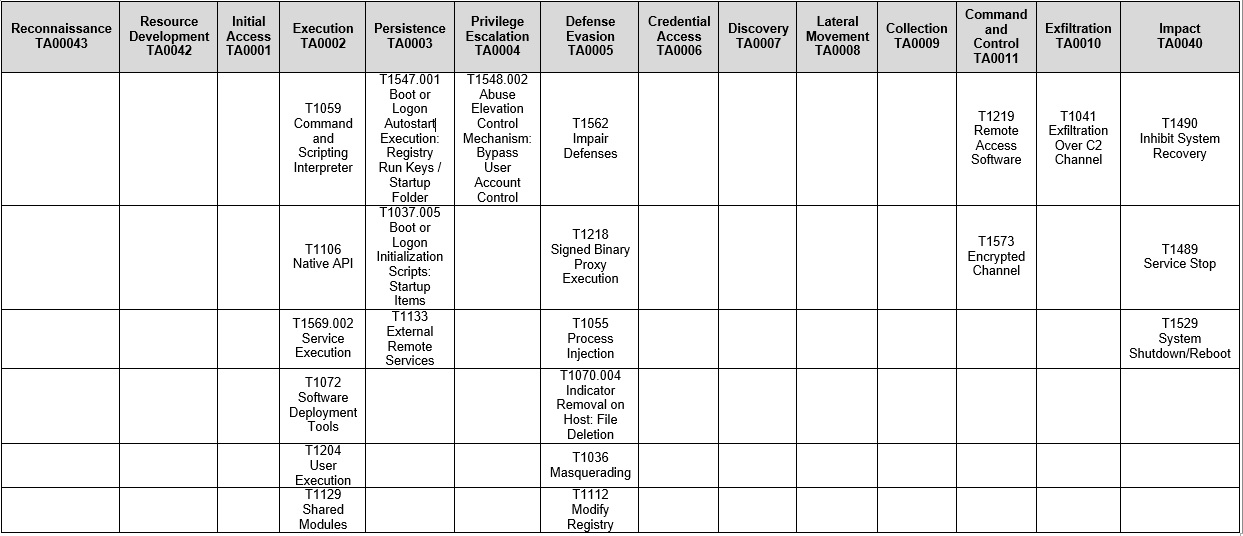 Reconnaissance
TA00043
Resource
Development
TA0042
Initial
Access
TA0001
Execution
TA0002
Persistence
TA0003
Privilege
Escalation
TA0004
Defense
Evasion
TA0005
Credential
Access
TA0006
Discovery
TA0007
Lateral
Movement
TA0008
Collection
TA0009
Command
and
Control
TA0011
Exfiltration
TA0010
Impact
TA0040
T1059
Command
and
Scripting
Interpreter
T1547.001
Boot or
Logon
Autostart
Execution:
Registry
Run Keys /
Startup
Folder
T1548.002
Abuse
Elevation
Control
Mechanism:
Bypass
User
Account
Control
T1562
Impair
Defenses
T1219
Remote
Access
Software
T1041
Exfiltration
Over C2
Channel
T1490
Inhibit System
Recovery
T1106
Native API
T1037.005
Boot or
Logon
Initialization
Scripts:
Startup
Items
T1218
Signed Binary
Proxy
Execution
T1573
Encrypted
Channel
T1489
Service Stop
T1569.002
Service
Execution
T1133
External
Remote
Services
T1055
Process
Injection
T1529
System
Shutdown/Reboot
T1072
Software
Deployment
Tools
T1070.004
Indicator
Removal on
Host: File
Deletion
T1204
User
Execution
T1036
Masquerading
T1129
Shared
Modules
T1112
Modify
Registry